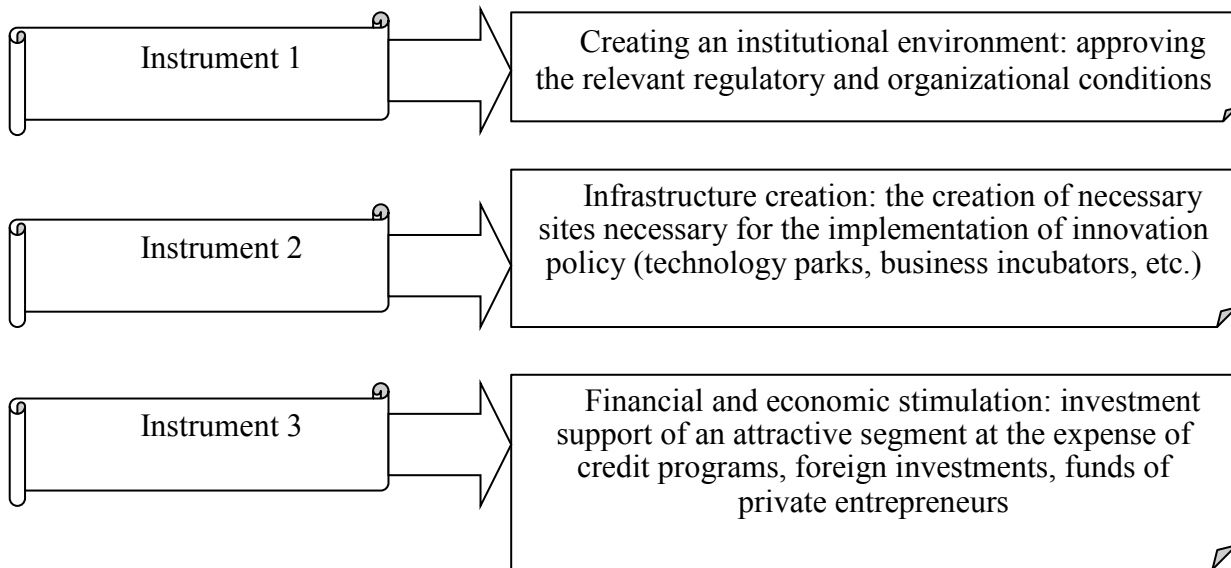 Instrument 1
Creating an institutional environment: approving
the relevant regulatory and organizational conditions
Instrument 2
Infrastructure creation: the creation of necessary
sites necessary for the implementation of innovation
policy (technology parks, business incubators, etc.)
Instrument 3
Financial and economic stimulation: investment
support of an attractive segment at the expense of
credit programs, foreign investments, funds of
private entrepreneurs